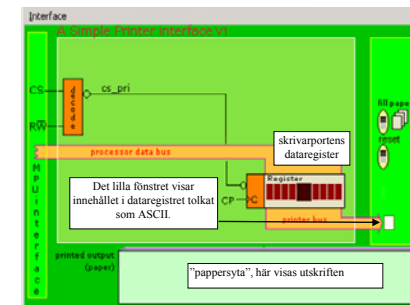 Interface
A Simple Printer Interface V1
CS
cs_pri
decode
RW
fill paper
reset
processor data bus
skrivarportens
dataregister
MPU interface
Det lilla fönstret visar
innehållet i dataregistret tolkat
som ASCII.
Register
CP
C
printer bus
printed output
(paper)
"pappersyta", här visas utskriften